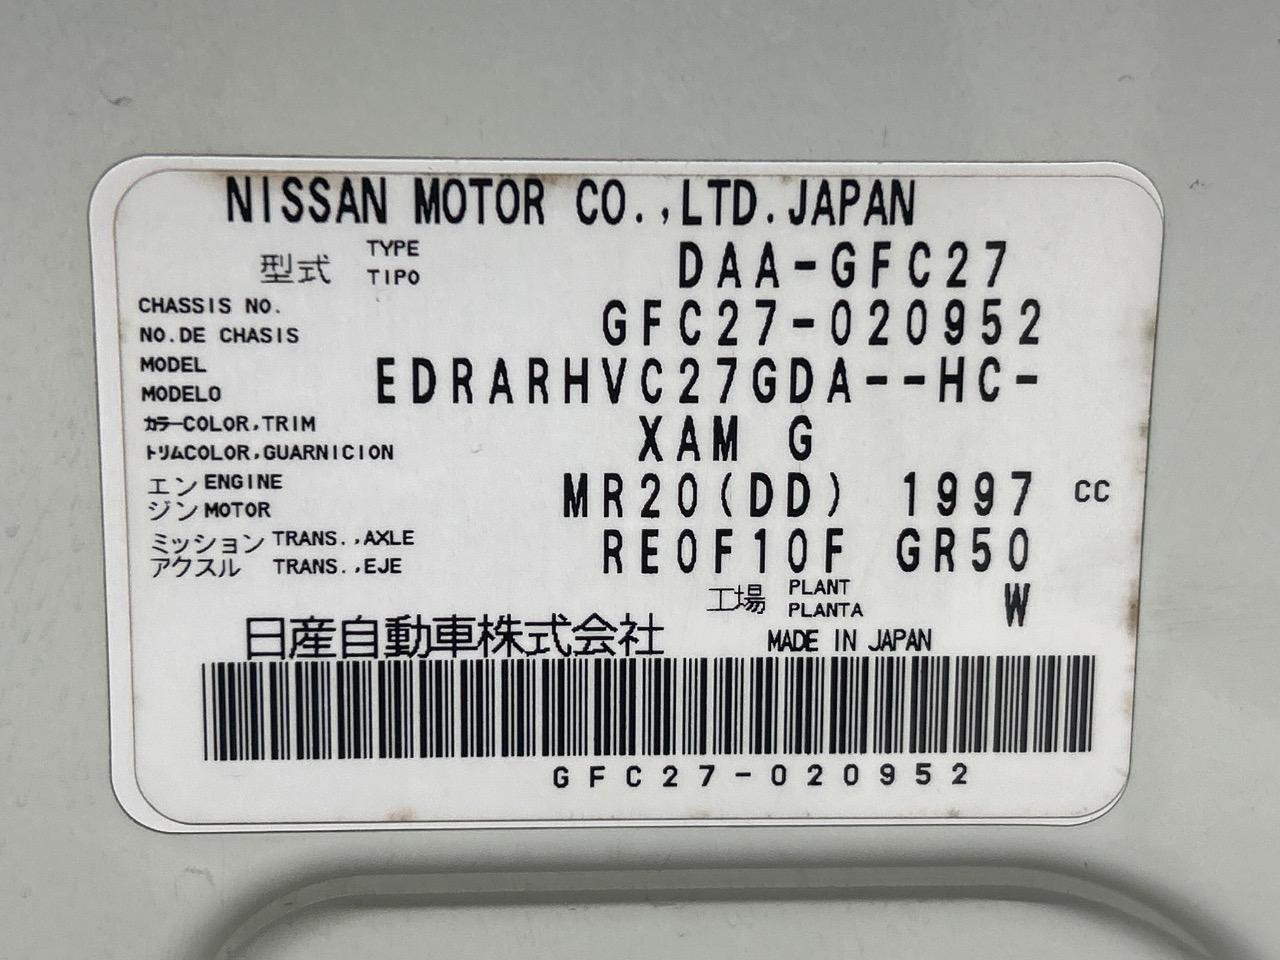 NISSAN MOTOR CO.,LTD.JAPAN
型式 TYPE TIPO DAA-GFC27
CHASSIS NO.
NO.DE CHASIS GFC27-020952
MODEL
MODELO EDRARHVC27GDA--HC-
カラーCOLOR,TRIM
トリムCOLOR,GUARNICION XAM G
エンジン ENGINE MOTOR MR20(DD) 1997 CC
ミッション TRANS.,AXLE
アクスル TRANS.,EJE RE0F10F GR50
工場 PLANT PLANTA W
日産自動車株式会社 MADE IN JAPAN
GFC27-020952